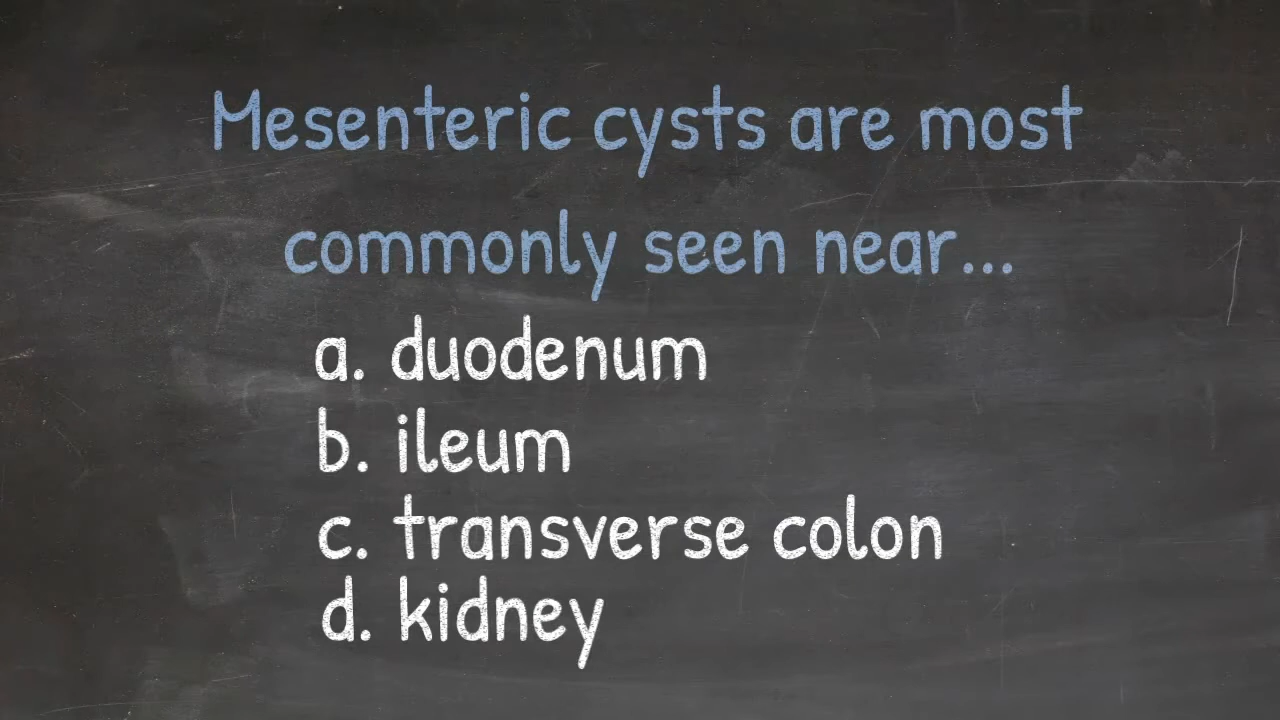 Mesenteric cysts are most
commonly seen near...
a. duodenum
b. ileum
c. transverse colon
d. kidney